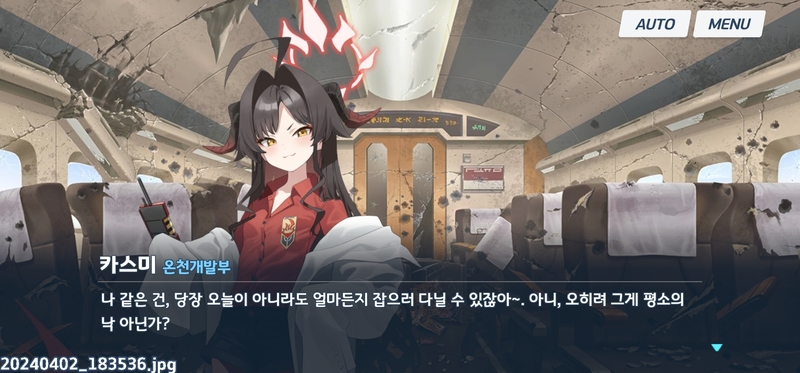 AUTO
MENU
카스미 온천개발부
나 같은 건, 당장 오늘이 아니라도 얼마든지 잡으러 다닐 수 있잖아~. 아니, 오히려 그게 평소의
낙 아닌가?
20240402_183536.jpg